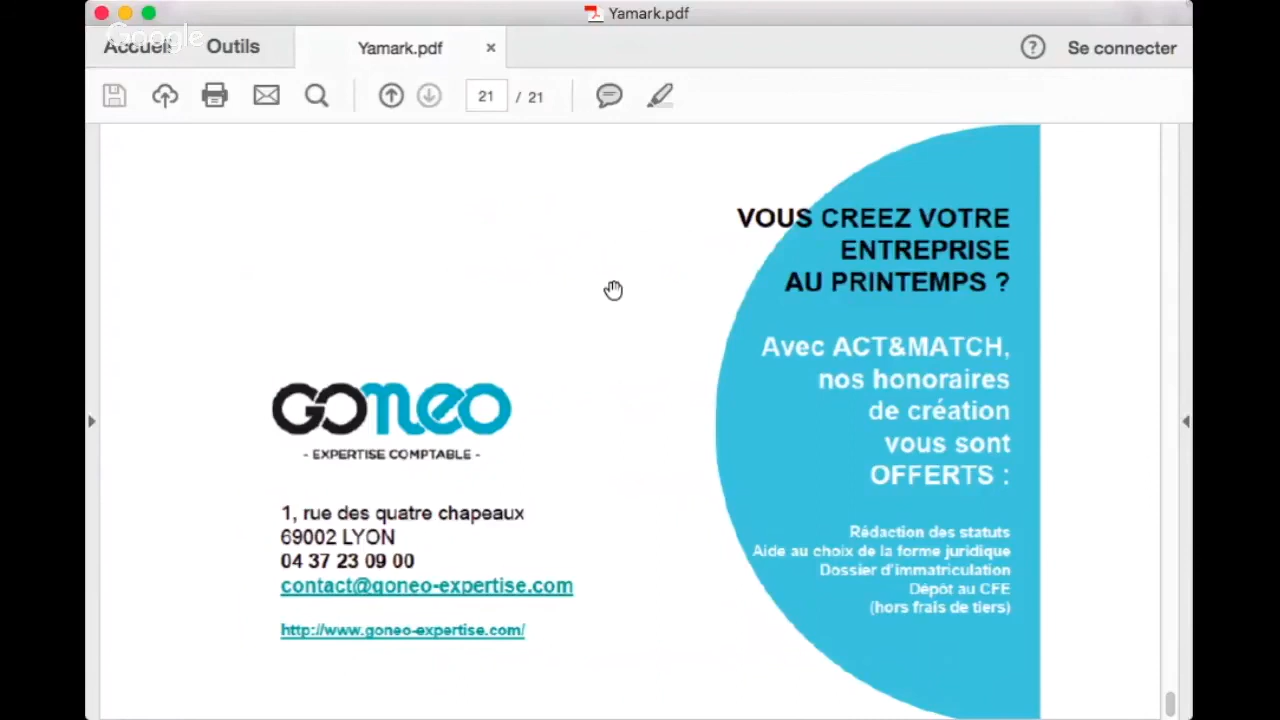 Yamark.pdf
Google
Accueil
Outils
Yamark.pdf
×
?
Se connecter
21 / 21
VOUS CREEZ VOTRE
ENTREPRISE
AU PRINTEMPS ?
Avec ACT&MATCH,
nos honoraires
de création
vous sont
OFFERTS :
Rédaction des statuts
Aide au choix de la forme juridique
Dossier d'immatriculation
Dépôt au CFE
(hors frais de tiers)
GOneo
- EXPERTISE COMPTABLE -
1, rue des quatre chapeaux
69002 LYON
04 37 23 09 00
contact@goneo-expertise.com
http://www.goneo-expertise.com/